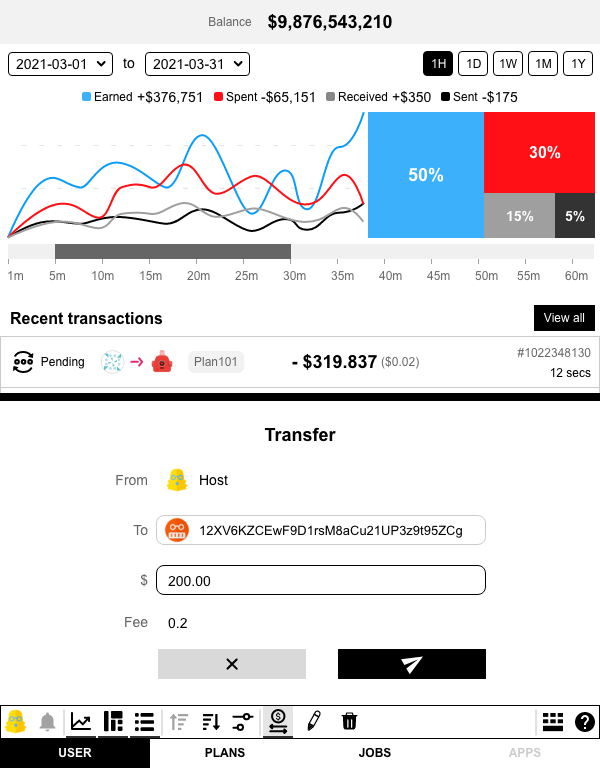 Balance $9,876,543,210
2021-03-01 to 2021-03-31 1H 1D 1W 1M 1Y
Earned +$376,751 Spent -$65,151 Received +$350 Sent -$175
50%
30%
15%
5%
1m 5m 10m 15m 20m 25m 30m 35m 40m 45m 50m 55m 60m
Recent transactions View all
#1022348130
Pending Plan101 - $319.837 ($0.02)
12 secs
Transfer
From Host
To 12XV6KZCEwF9D1rsM8aCu21UP3z9t95ZCg
$ 200.00
Fee 0.2
USER PLANS JOBS APPS